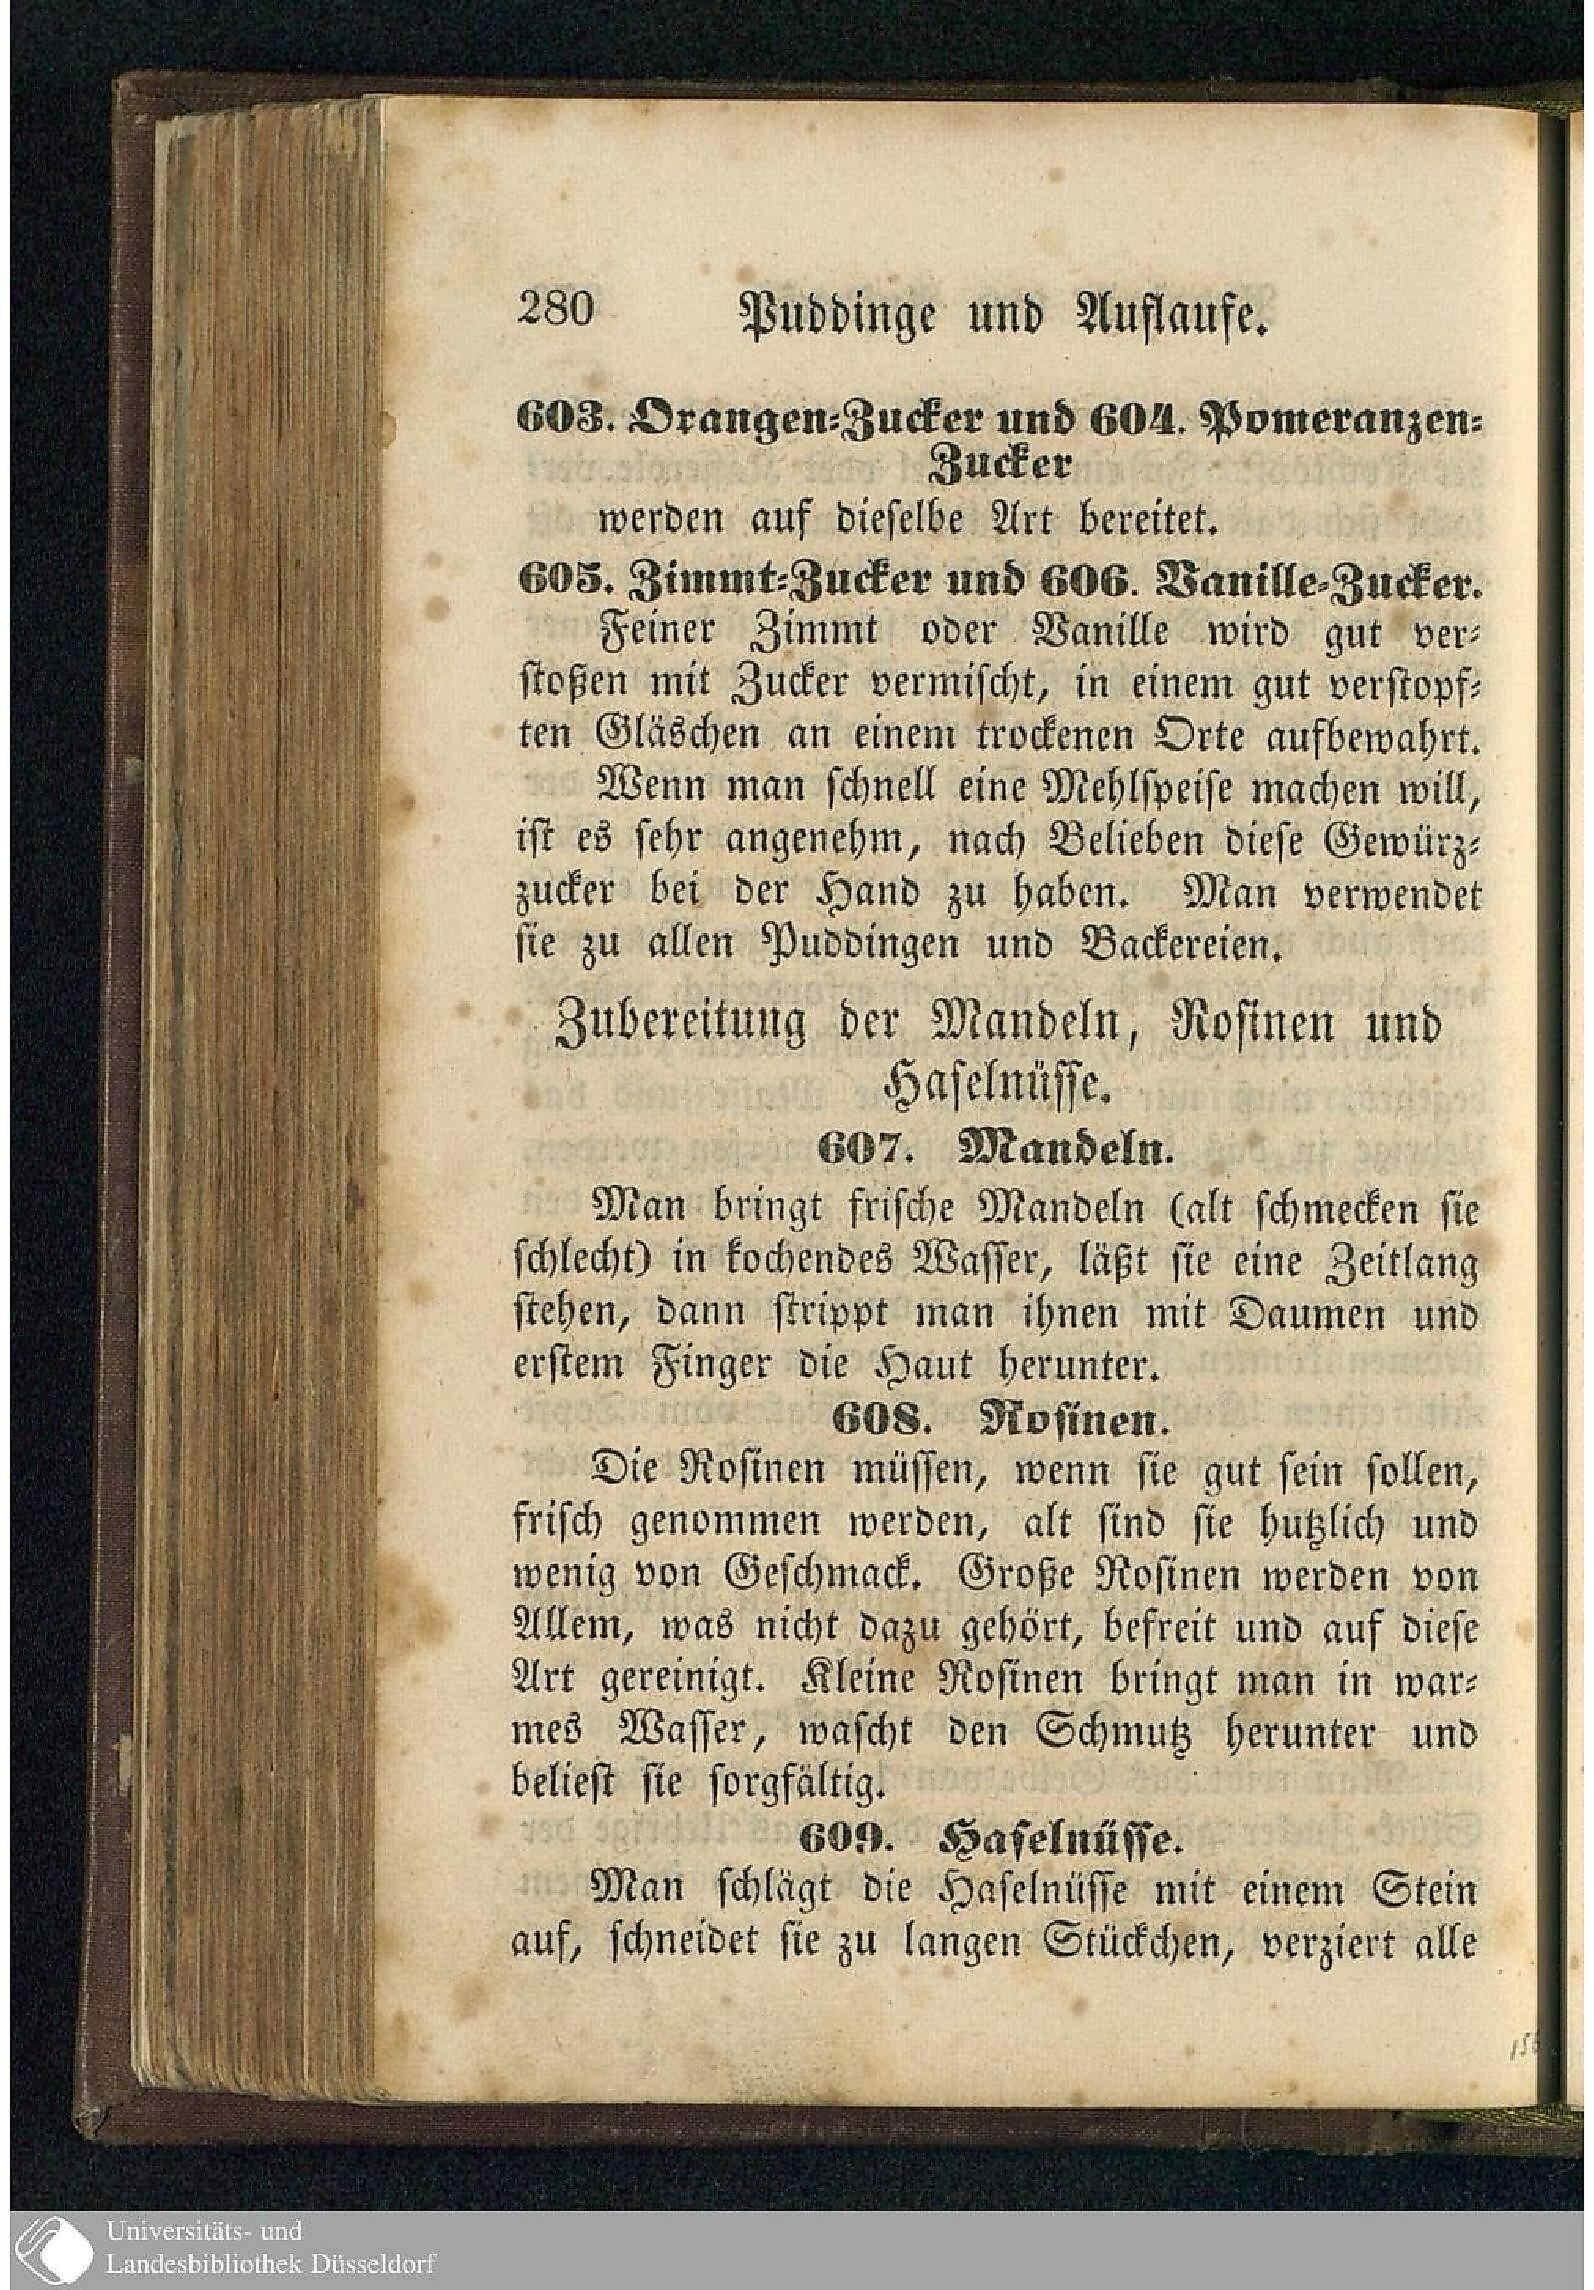 280 Puddinge und Auflaufe.
603. Orangen-Zucker und 604. Pomeranzen-
Zucker
werden auf dieselbe Art bereitet.
605. Zimmt-Zucker und 606. Vanille-Zucker.
Feiner Zimmt oder Vanille wird gut ver-
stoßen mit Zucker vermischt, in einem gut verstopf-
ten Gläschen an einem trockenen Orte aufbewahrt.
Wenn man schnell eine Mehlspeise machen will,
ist es sehr angenehm, nach Belieben diese Gewürz-
zucker bei der Hand zu haben. Man verwendet
sie zu allen Puddingen und Backereien.
Zubereitung der Mandeln, Rosinen und
Haselnüsse.
607. Mandeln.
Man bringt frische Mandeln (alt schmecken sie
schlecht) in kochendes Wasser, läßt sie eine Zeitlang
stehen, dann strippt man ihnen mit Daumen und
erstem Finger die Haut herunter.
608. Rosinen.
Die Rosinen müssen, wenn sie gut sein sollen,
frisch genommen werden, alt sind sie hutzlich und
wenig von Geschmack. Große Rosinen werden von
Allem, was nicht dazu gehört, befreit und auf diese
Art gereinigt. Kleine Rosinen bringt man in war-
mes Wasser, wascht den Schmutz herunter und
beliest sie sorgfältig.
609. Haselnüsse.
Man schlägt die Haselnüsse mit einem Stein
auf, schneidet sie zu langen Stückchen, verziert alle
Universitäts- und
Landesbibliothek Düsseldorf